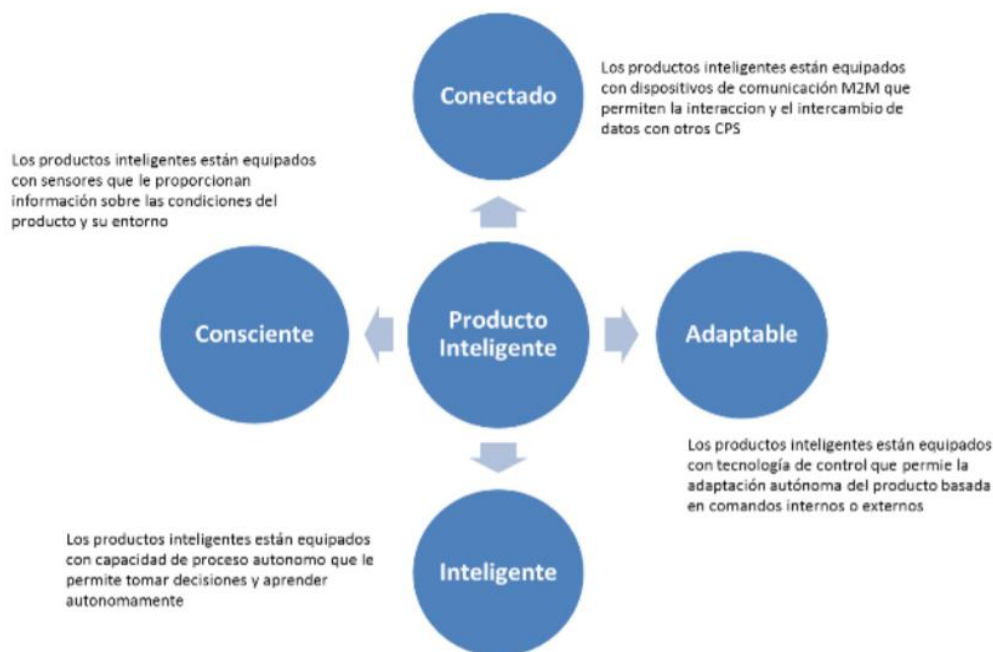 Conectado
Los productos inteligentes están equipados
con dispositivos de comunicación M2M que
permiten la interaccion y el intercambio de
datos con otros CPS
Los productos inteligentes están equipados
con sensores que le proporcionan
información sobre las condiciones del
producto y su entorno
Consciente
Producto
Inteligente
Adaptable
Los productos inteligentes están equipados
con tecnología de control que permie la
adaptación autónoma del producto basada
en comandos internos o externos
Los productos inteligentes están equipados
con capacidad de proceso autonomo que le
permite tomar decisiones y aprender
autonomamente
Inteligente